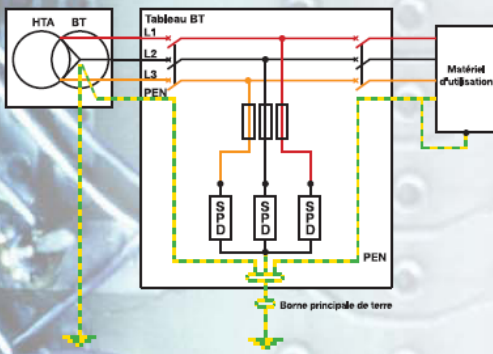 HTA BT
Tableau BT
L1
L2
L3
PEN
Matériel
d'utilisation
SPD
SPD
SPD
PEN
Borne principale de terre